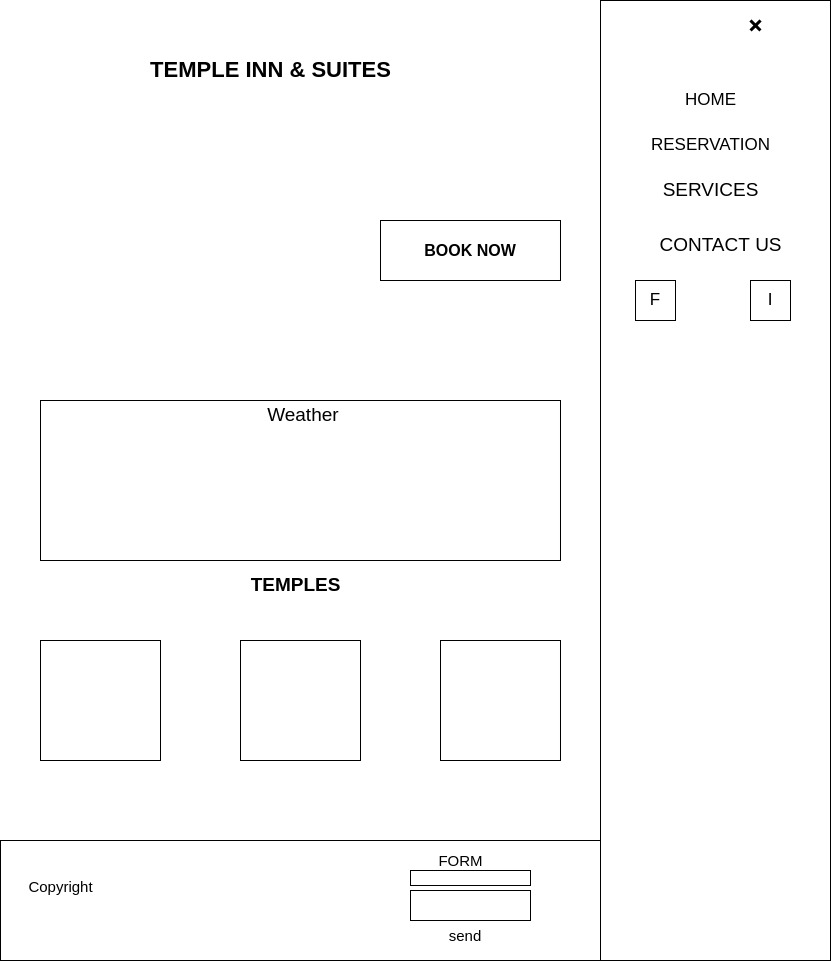 TEMPLE INN & SUITES
BOOK NOW
Weather
TEMPLES
Copyright
FORM
send
×
HOME
RESERVATION
SERVICES
CONTACT US
F
I